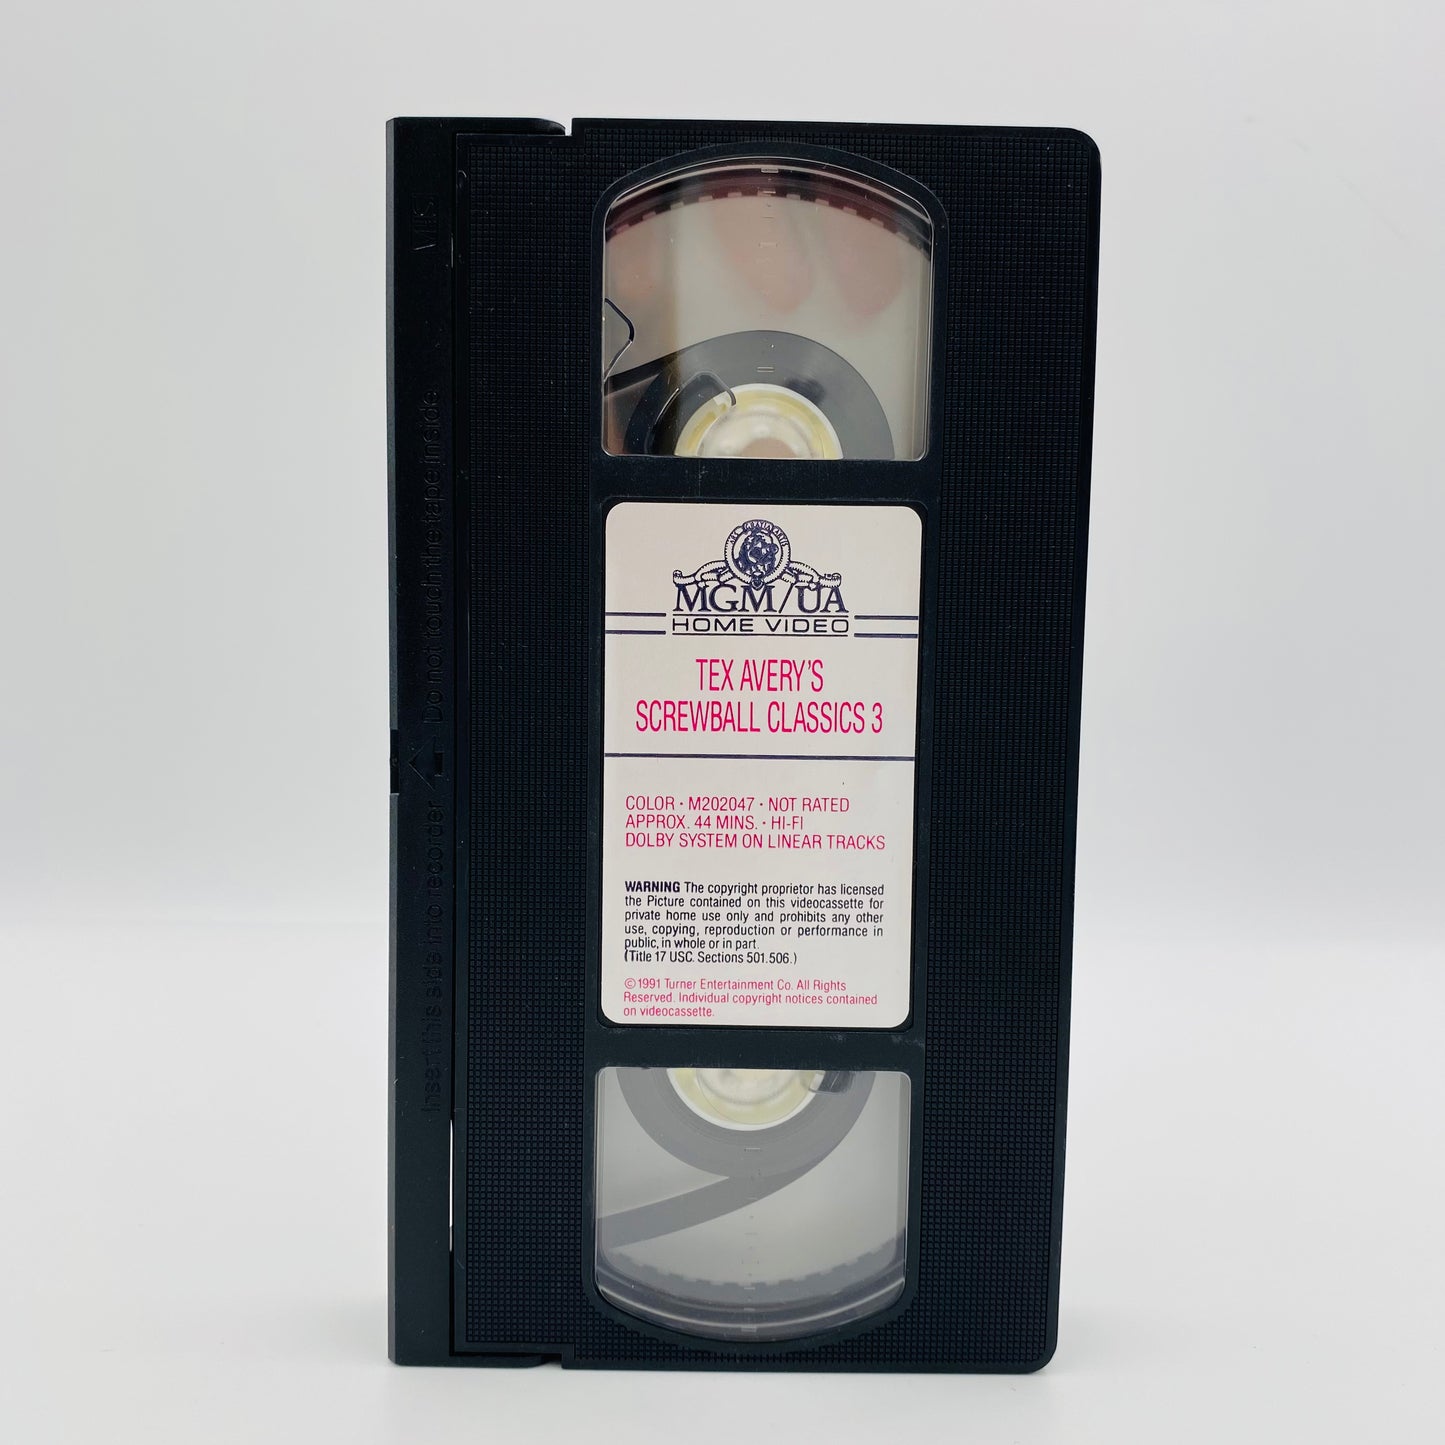 VHS
Insert this side into recorder
Do not touch the tape inside
ARS GRATIA ARTIS
MGM/UA
HOME VIDEO
TEX AVERY'S
SCREWBALL CLASSICS 3
COLOR • M202047 • NOT RATED
APPROX. 44 MINS. • HI-FI
DOLBY SYSTEM ON LINEAR TRACKS
WARNING The copyright proprietor has licensed
the Picture contained on this videocassette for
private home use only and prohibits any other
use, copying, reproduction or performance in
public, in whole or in part.
(Title 17 USC. Sections 501.506.)
©1991 Turner Entertainment Co. All Rights
Reserved. Individual copyright notices contained
on videocassette.